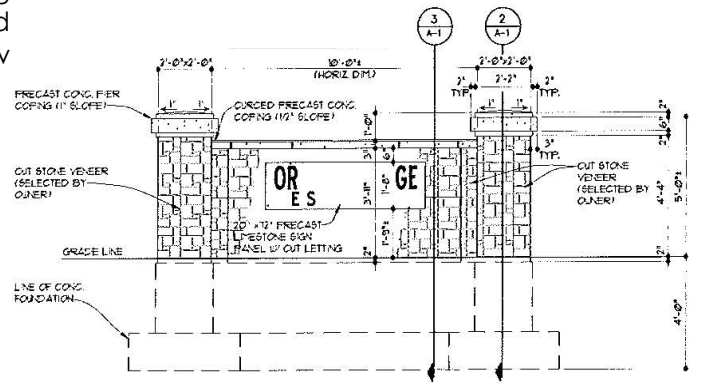 g
d
v
3
A-1
2
A-1
2'-0"x2'-0"
10'-0"±
(HORIZ. DIM.)
2'-0"x2'-0"
2'-2"
2"
TYP.
2"
TYP.
PRECAST CONC. PIER
COPING (1" SLOPE)
1" 1"
CURCED PRECAST CONC.
COPING (1/2" SLOPE)
1" 1"
1'-0"
3"
6"
3'-11"
1'-8"
1'-9"±
2"
2"
6"
2"
3"
TYP.
4'-4"
5'-0"±
2"
4'-0"
CUT STONE VENEER
(SELECTED BY
OWNER)
OR GE
E S
CUT STONE
VENEER
(SELECTED BY
OWNER)
PRECAST
LIMESTONE SIGN
PANEL W/ CUT LETTING
GRADE LINE
LINE OF CONC.
FOUNDATION